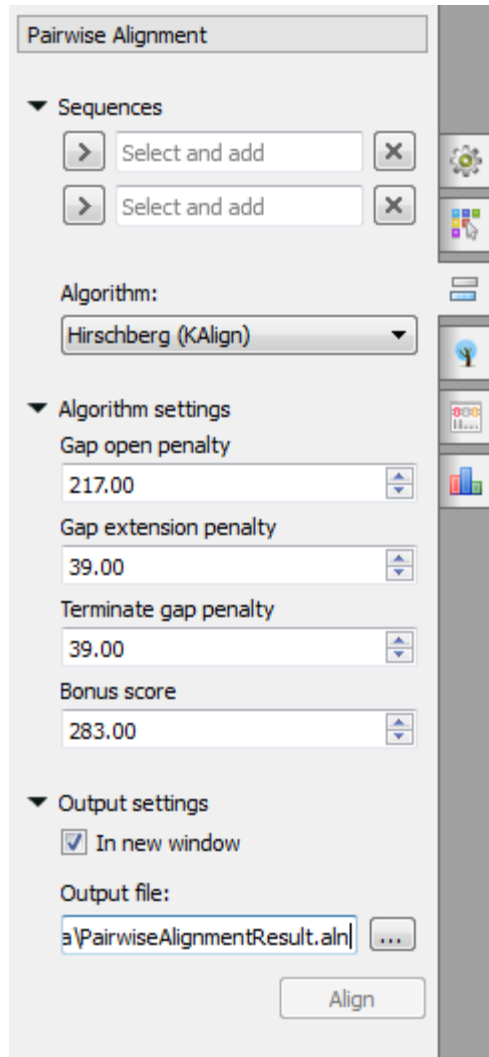 Pairwise Alignment
Sequences
Select and add
Select and add
Algorithm:
Hirschberg (KAlign)
Algorithm settings
Gap open penalty
217.00
Gap extension penalty
39.00
Terminate gap penalty
39.00
Bonus score
283.00
Output settings
In new window
Output file:
a\PairwiseAlignmentResult.aln
...
Align